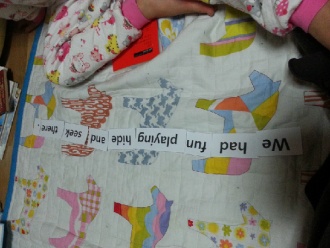 We had fun playing hide and seek there.